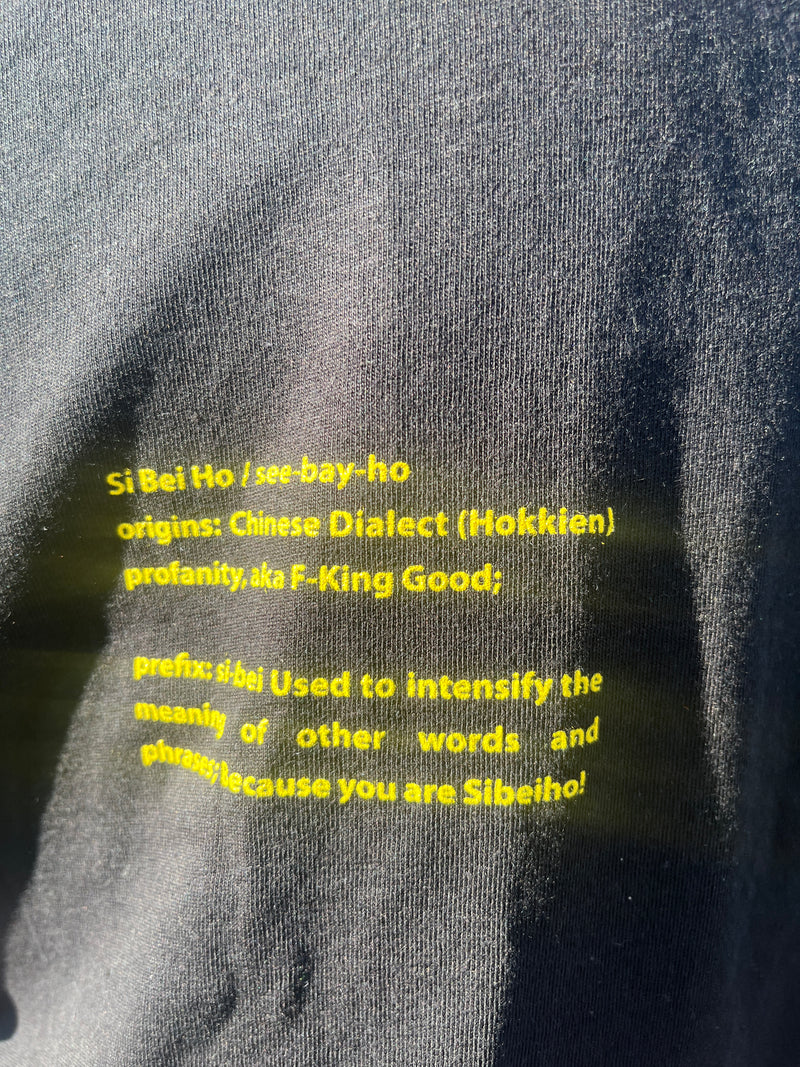 Si Bei Ho / see-bay-ho
origins: Chinese Dialect (Hokkien)
profanity, aka F-King Good;
prefix: si-bei Used to intensify the
meaning of other words and
phrases; Because you are Sibeiho!